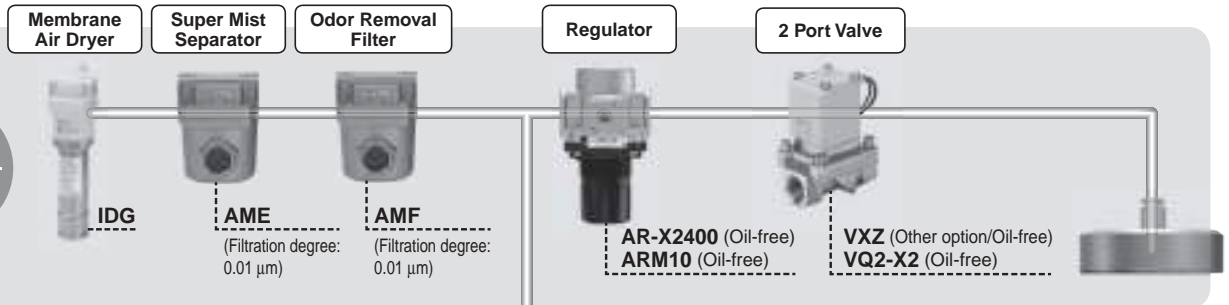 Membrane
Air Dryer
Super Mist
Separator
Odor Removal
Filter
Regulator
2 Port Valve
IDG
AME
(Filtration degree:
0.01 µm)
AMF
(Filtration degree:
0.01 µm)
AR-X2400 (Oil-free)
ARM10 (Oil-free)
VXZ (Other option/Oil-free)
VQ2-X2 (Oil-free)